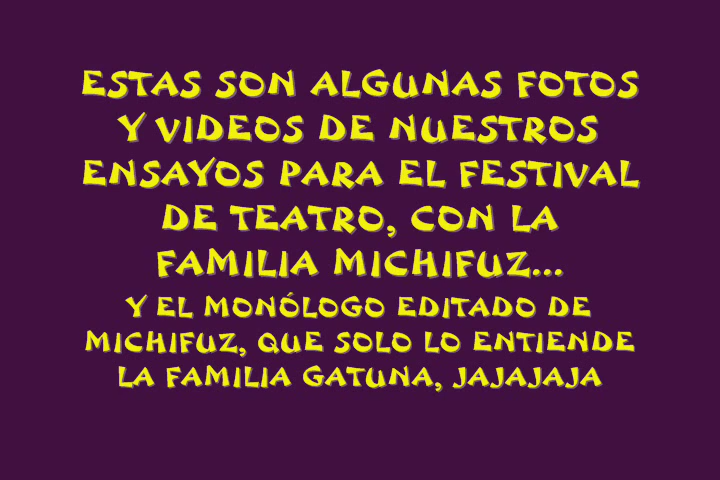 ESTAS SON ALGUNAS FOTOS
Y VIDEOS DE NUESTROS
ENSAYOS PARA EL FESTIVAL
DE TEATRO, CON LA
FAMILIA MICHIFUZ...
Y EL MONÓLOGO EDITADO DE
MICHIFUZ, QUE SOLO LO ENTIENDE
LA FAMILIA GATUNA, JAJAJAJA